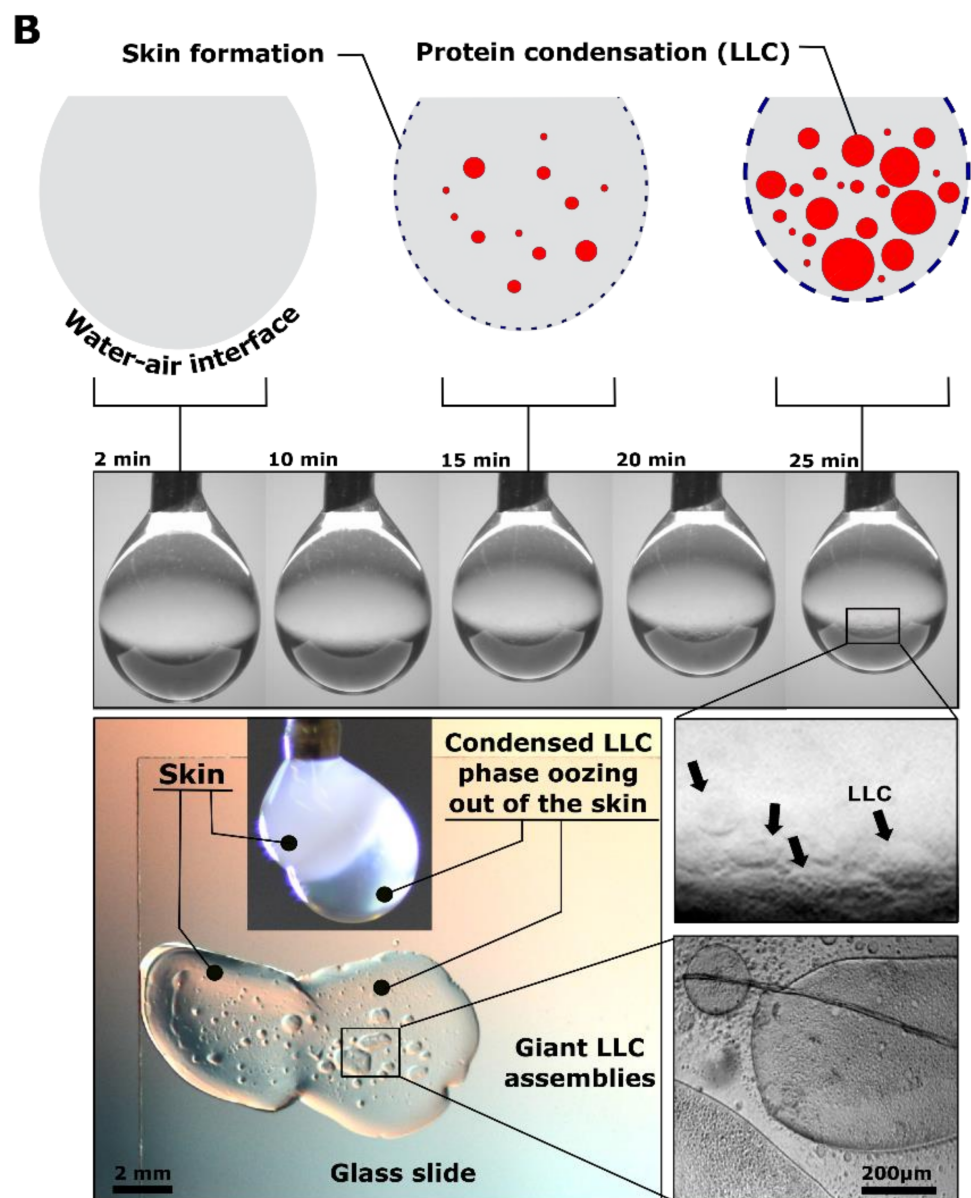 B
Skin formation
Protein condensation (LLC)
Water-air interface
2 min
10 min
15 min
20 min
25 min
Skin
Condensed LLC
phase oozing
out of the skin
LLC
Giant LLC
assemblies
2 mm
Glass slide
200µm